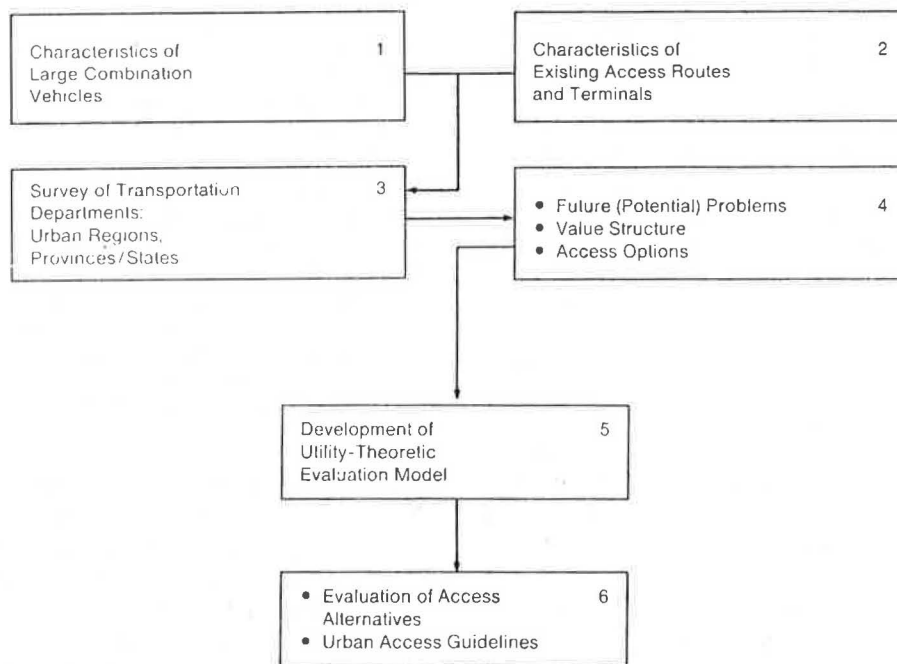 Characteristics of 1
Large Combination
Vehicles
Characteristics of 2
Existing Access Routes
and Terminals
Survey of Transportation 3
Departments:
Urban Regions,
Provinces/States
• Future (Potential) Problems 4
• Value Structure
• Access Options
Development of 5
Utility-Theoretic
Evaluation Model
• Evaluation of Access 6
Alternatives
• Urban Access Guidelines